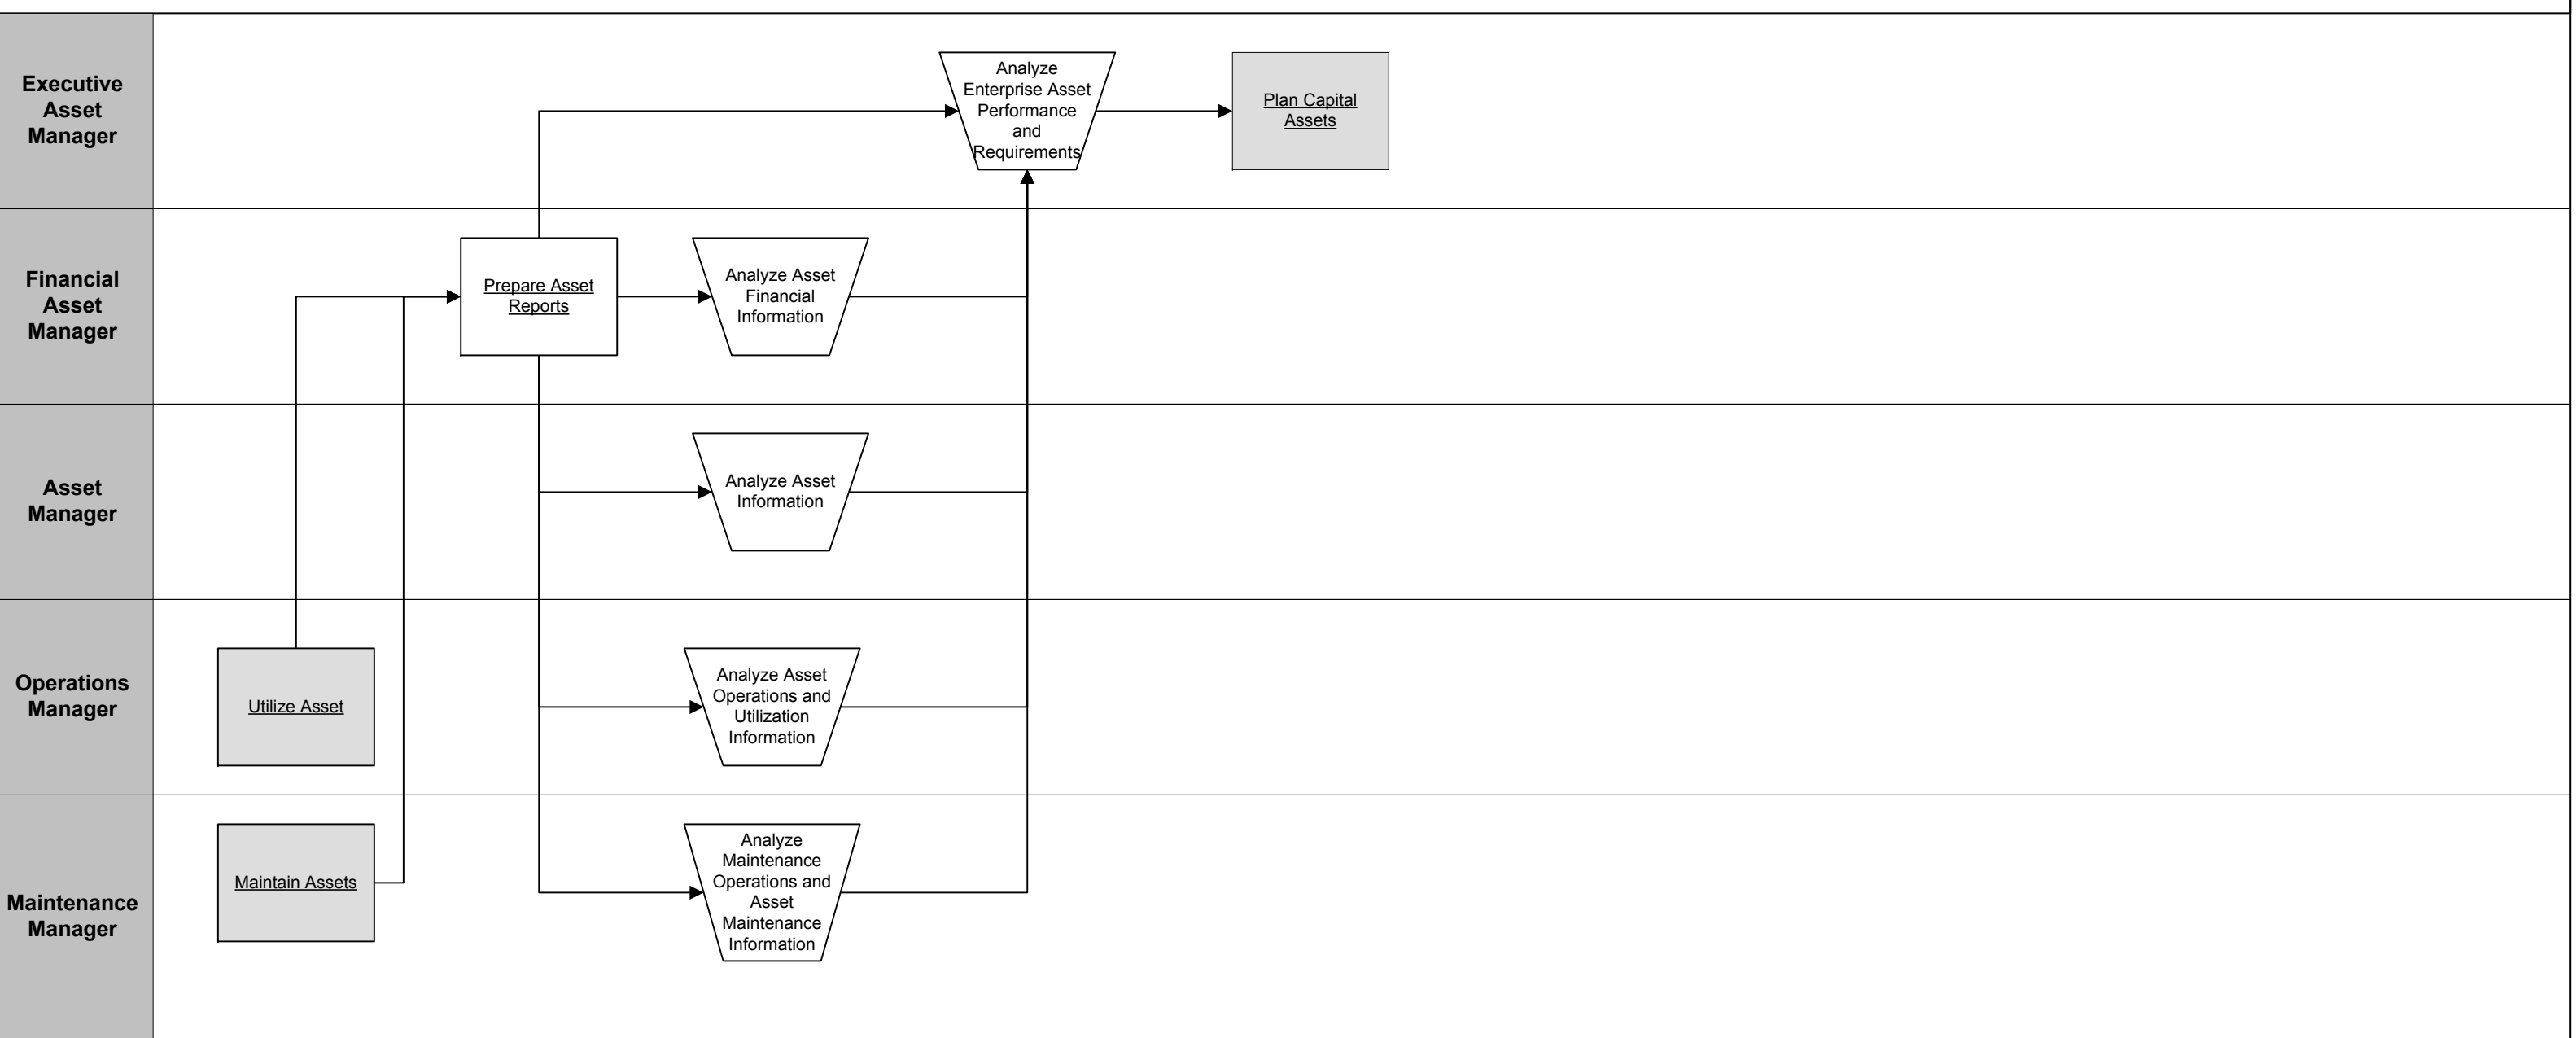 Executive
Asset
Manager
Analyze
Enterprise Asset
Performance
and
Requirements
Plan Capital
Assets
Financial
Asset
Manager
Prepare Asset
Reports
Analyze Asset
Financial
Information
Asset
Manager
Analyze Asset
Information
Operations
Manager
Utilize Asset
Analyze Asset
Operations and
Utilization
Information
Maintenance
Manager
Maintain Assets
Analyze
Maintenance
Operations and
Asset
Maintenance
Information